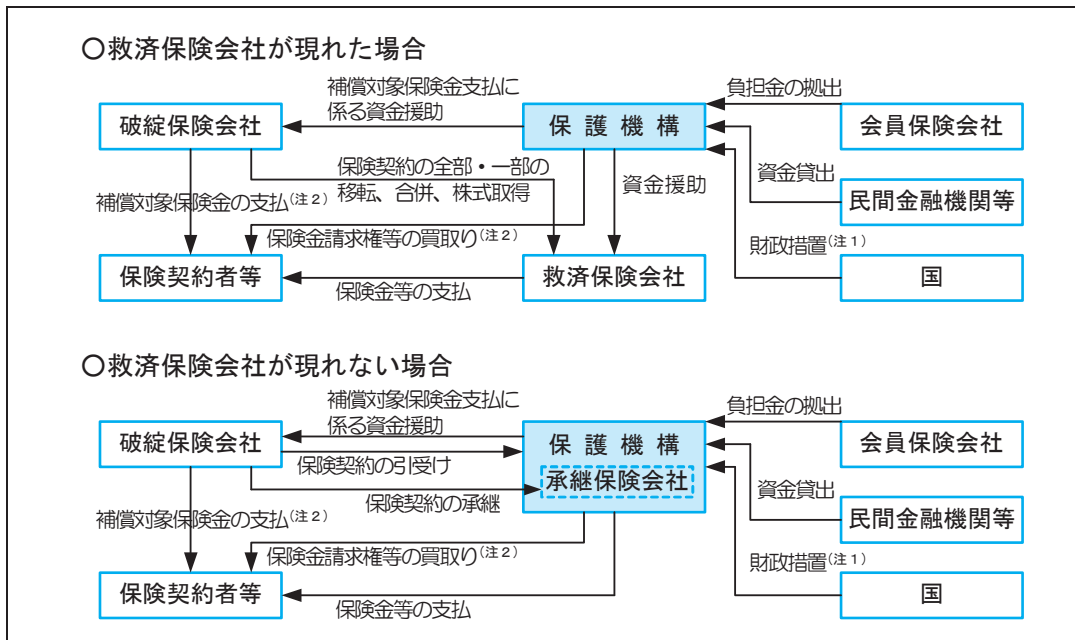 〇救済保険会社が現れた場合
補償対象保険金支払に
係る資金援助
負担金の拠出
破綻保険会社
保護機構
会員保険会社
保険契約の全部・一部の
移転、合併、株式取得
資金援助
資金貸出
補償対象保険金の支払(注2)
民間金融機関等
保険金請求権等の買取り(注2)
財政措置(注1)
保険契約者等
保険金等の支払
救済保険会社
国
〇救済保険会社が現れない場合
補償対象保険金支払に
係る資金援助
負担金の拠出
破綻保険会社
保護機構
会員保険会社
保険契約の引受け
承継保険会社
保険契約の承継
資金貸出
補償対象保険金の支払(注2)
民間金融機関等
保険金請求権等の買取り(注2)
財政措置(注1)
保険契約者等
保険金等の支払
国